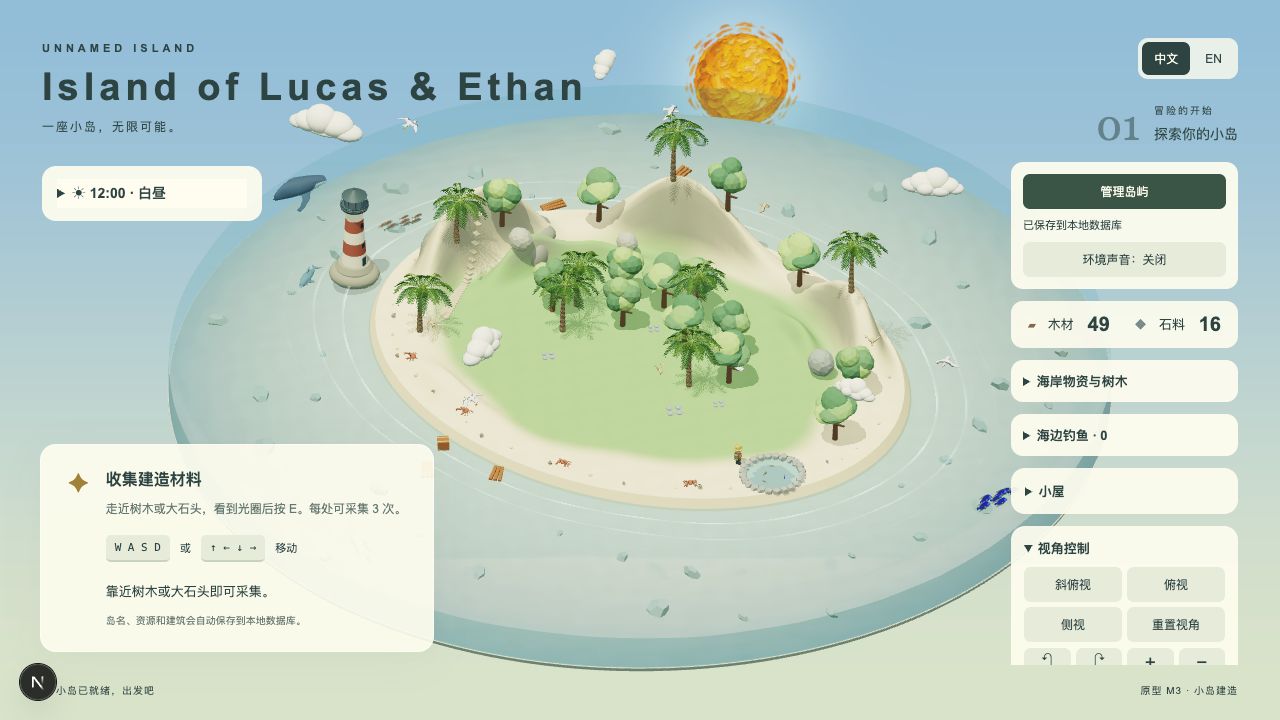 UNNAMED ISLAND
Island of Lucas & Ethan
一座小岛，无限可能。
▶ ☀ 12:00 · 白昼
中文 EN
01
冒险的开始
探索你的小岛
管理岛屿
已保存到本地数据库
环境声音：关闭
木材 49 石料 16
▶ 海岸物资与树木
▶ 海边钓鱼 · 0
▶ 小屋
▼ 视角控制
斜俯视 俯视
侧视 重置视角
+ −
收集建造材料
走近树木或大石头，看到光圈后按 E。每处可采集 3 次。
W A S D 或 ↑ ← ↓ → 移动
靠近树木或大石头即可采集。
岛名、资源和建筑会自动保存到本地数据库。
N
小岛已就绪，出发吧
原型 M3 · 小岛建造